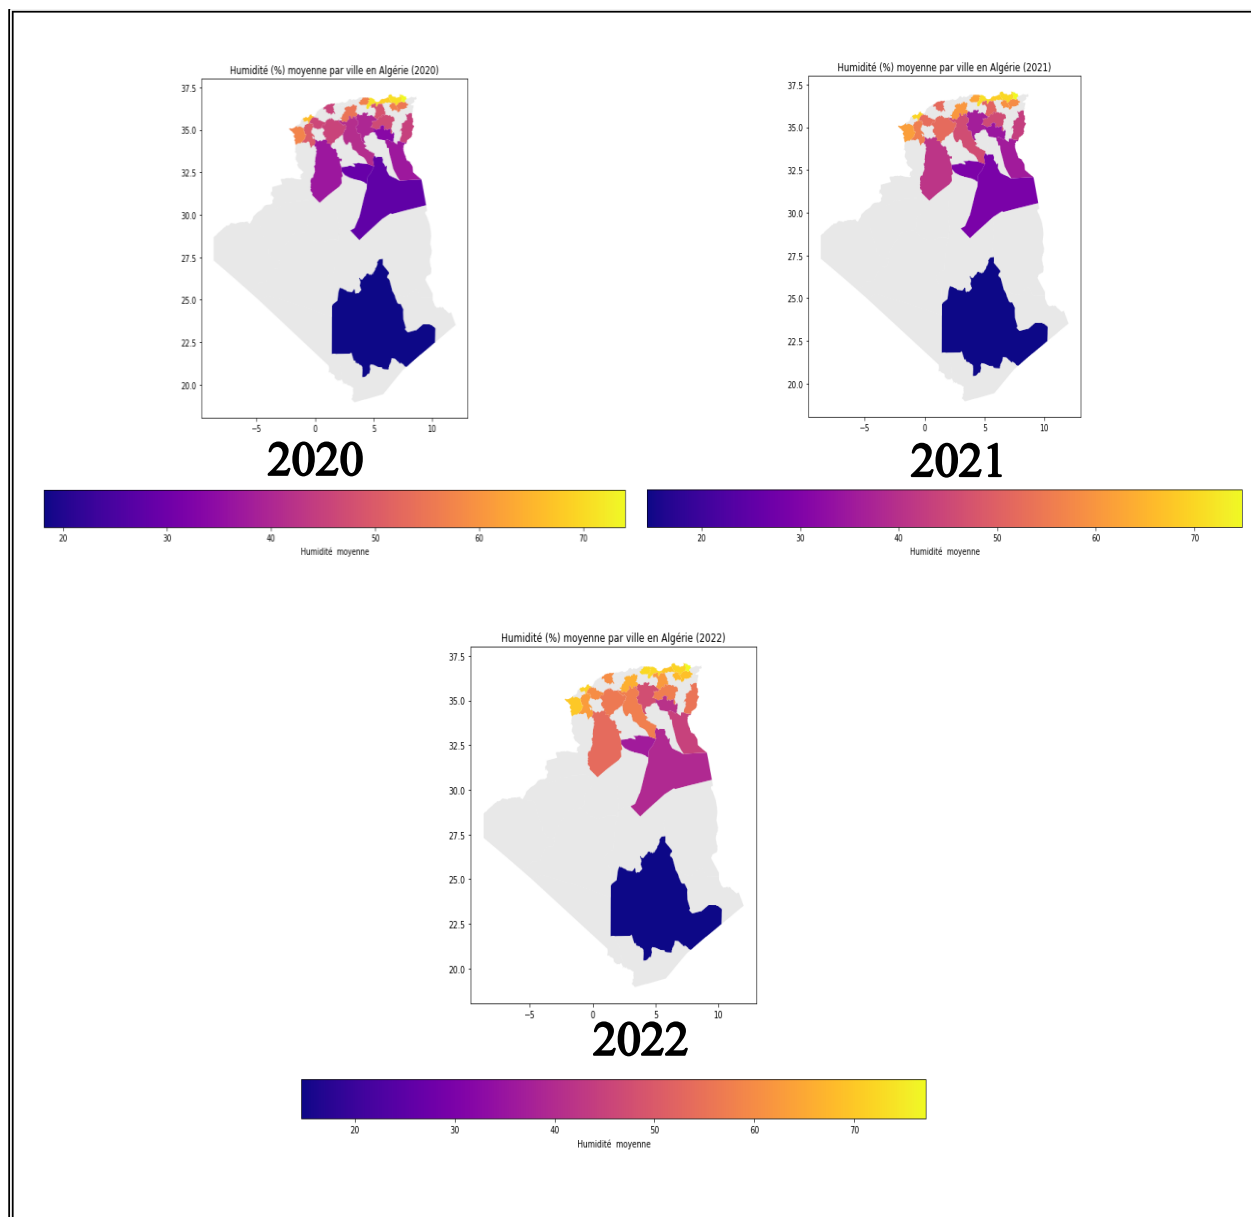 Humidité (%) moyenne par ville en Algérie (2020)
37.5
35.0
32.5
30.0
27.5
25.0
22.5
20.0
−5 0 5 10
2020
20 30 40 50 60 70
Humidité moyenne
Humidité (%) moyenne par ville en Algérie (2021)
37.5
35.0
32.5
30.0
27.5
25.0
22.5
20.0
−5 0 5 10
2021
20 30 40 50 60 70
Humidité moyenne
Humidité (%) moyenne par ville en Algérie (2022)
37.5
35.0
32.5
30.0
27.5
25.0
22.5
20.0
−5 0 5 10
2022
20 30 40 50 60 70
Humidité moyenne